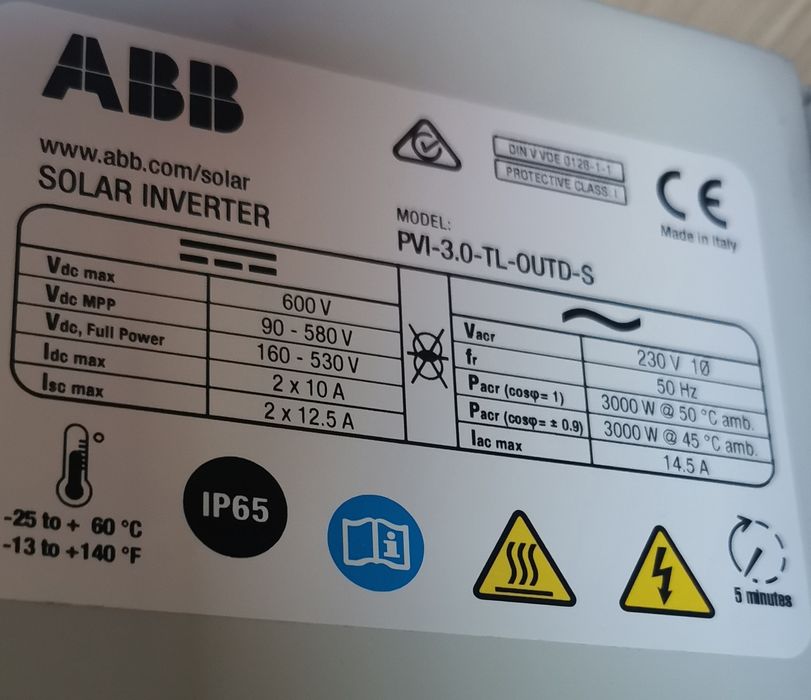 ABB
www.abb.com/solar
SOLAR INVERTER
DIN V VDE 0126-1-1
PROTECTIVE CLASS: I
CE
Made in Italy
MODEL:
PVI-3.0-TL-OUTD-S
Vdc max 600 V
Vdc MPP 90 - 580 V
Vdc, Full Power 160 - 530 V
Idc max 2 x 10 A
Isc max 2 x 12.5 A
Vacr 230 V 1Ø
fr 50 Hz
Pacr (cosφ= 1) 3000 W @ 50 °C amb.
Pacr (cosφ= ± 0.9) 3000 W @ 45 °C amb.
Iac max 14.5 A
-25 to + 60 °C
-13 to +140 °F
IP65
i
5 minutes